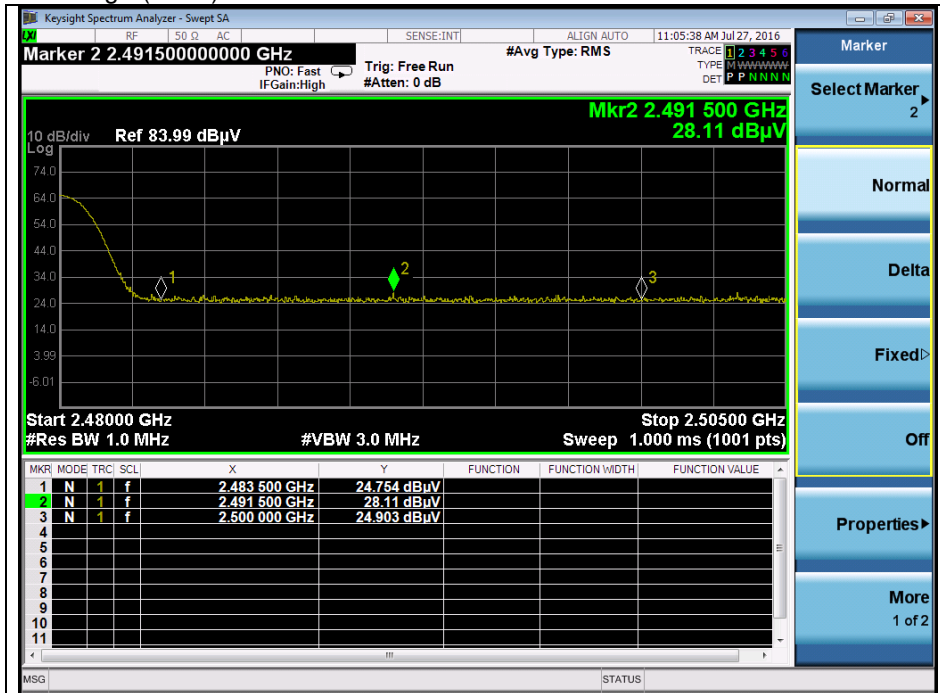 Keysight Spectrum Analyzer - Swept SA
LXI RF 50 Ω AC SENSE:INT ALIGN AUTO 11:05:38 AM Jul 27, 2016
Marker 2 2.491500000000 GHz
PNO: Fast
IFGain:High
Trig: Free Run
#Atten: 0 dB
#Avg Type: RMS
TRACE 1 2 3 4 5 6
TYPE M WWWWW
DET P P N N N N
Mkr2 2.491 500 GHz
28.11 dBµV
10 dB/div Ref 83.99 dBµV
Log
74.0
64.0
54.0
44.0
34.0
24.0
14.0
3.99
-6.01
1
2
3
Start 2.48000 GHz Stop 2.50500 GHz
#Res BW 1.0 MHz #VBW 3.0 MHz Sweep 1.000 ms (1001 pts)
MKR MODE TRC SCL X Y FUNCTION FUNCTION WIDTH FUNCTION VALUE
1 N 1 f 2.483 500 GHz 24.754 dBµV
2 N 1 f 2.491 500 GHz 28.11 dBµV
3 N 1 f 2.500 000 GHz 24.903 dBµV
4
5
6
7
8
9
10
11
MSG STATUS
Marker
Select Marker
2
Normal
Delta
Fixed
Off
Properties
More
1 of 2